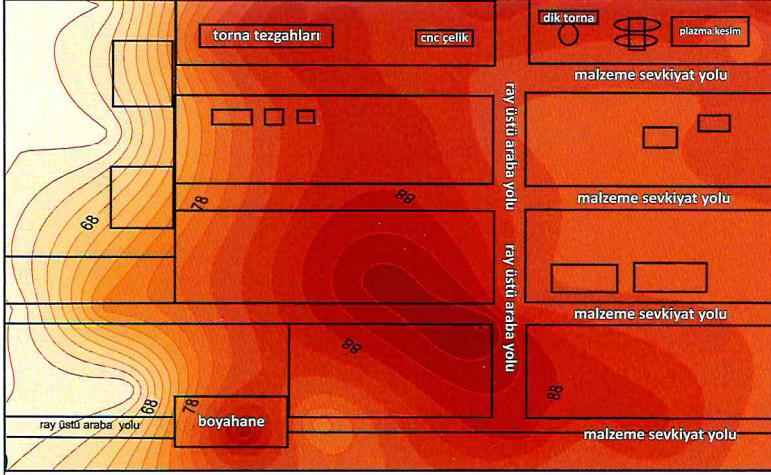 torna tezgahları
cnc çelik
dik torna
plazma kesim
malzeme sevkiyat yolu
ray üstü araba yolu
malzeme sevkiyat yolu
68
78
88
ray üstü araba yolu
malzeme sevkiyat yolu
88
88
68
78
boyahane
ray üstü araba yolu
malzeme sevkiyat yolu